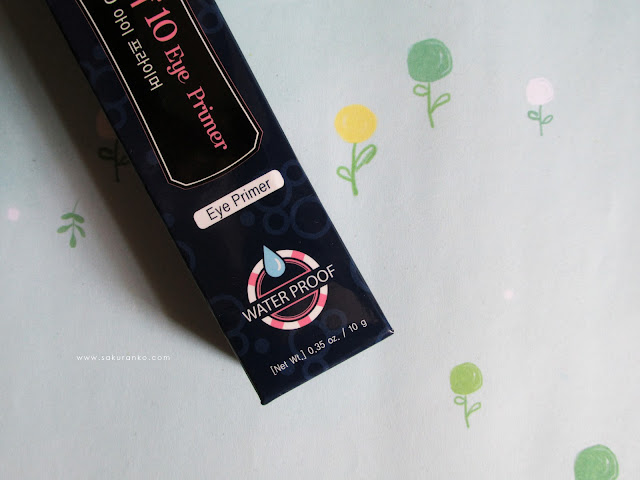 10 Eye Primer
아이 프라이머
Eye Primer
WATER PROOF
[Net Wt.] 0.35 oz. / 10 g
www.sakuranko.com